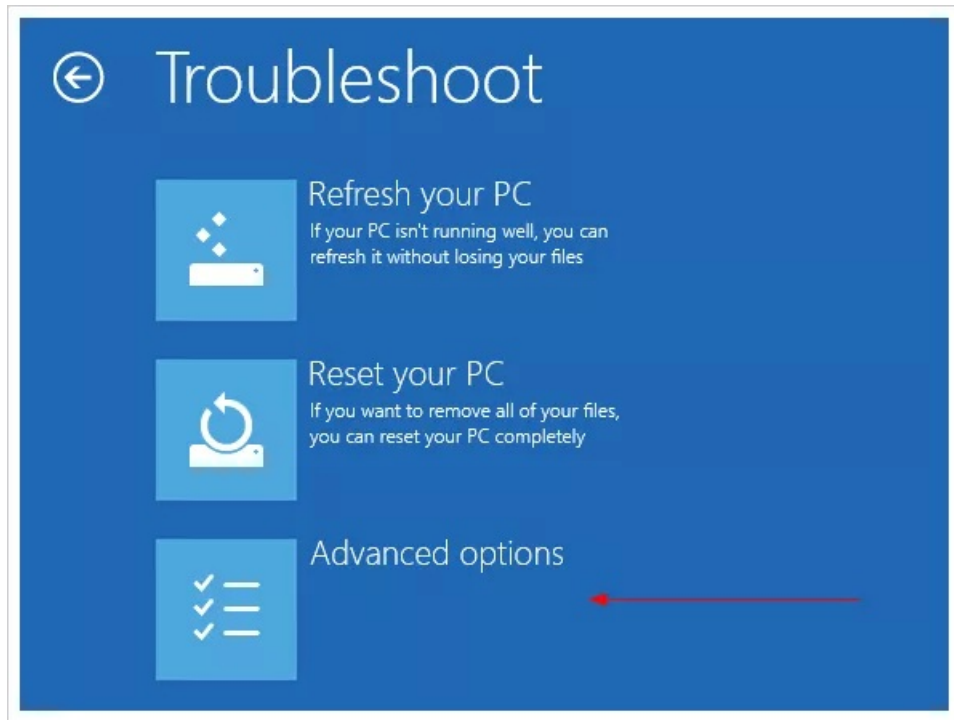 Troubleshoot
Refresh your PC
If your PC isn't running well, you can
refresh it without losing your files
Reset your PC
If you want to remove all of your files,
you can reset your PC completely
Advanced options